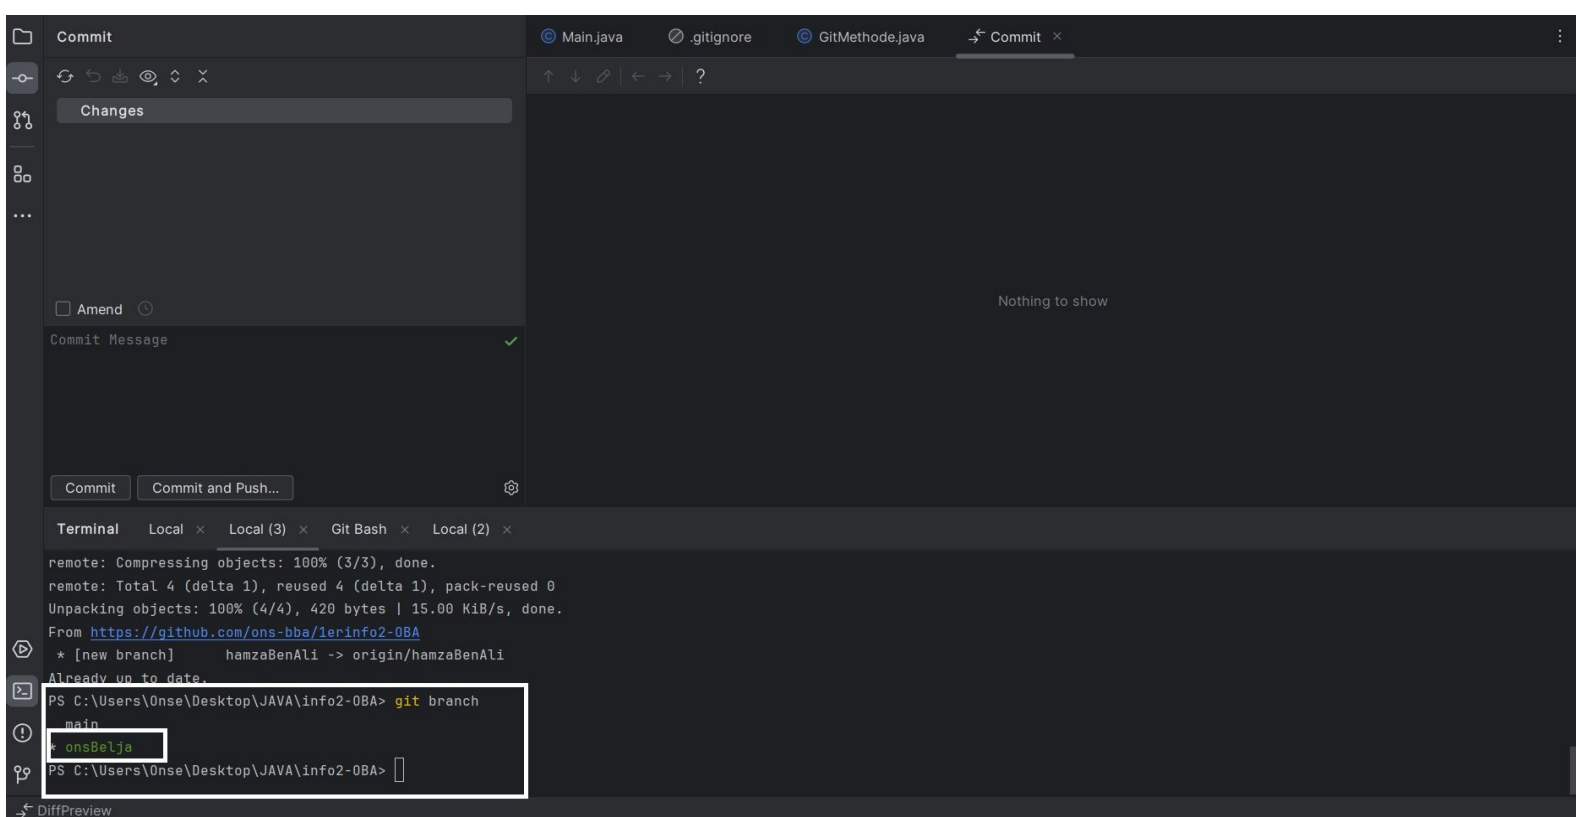 Commit
Main.java
.gitignore
GitMethode.java
Commit
Changes
Amend
Commit Message
Commit
Commit and Push...
Nothing to show
Terminal
Local
Local (3)
Git Bash
Local (2)
remote: Compressing objects: 100% (3/3), done.
remote: Total 4 (delta 1), reused 4 (delta 1), pack-reused 0
Unpacking objects: 100% (4/4), 420 bytes | 15.00 KiB/s, done.
From https://github.com/ons-bba/1erinfo2-OBA
* [new branch] hamzaBenAli -> origin/hamzaBenAli
Already up to date.
PS C:\Users\Onse\Desktop\JAVA\info2-OBA> git branch
main
* onsBelja
PS C:\Users\Onse\Desktop\JAVA\info2-OBA>
DiffPreview